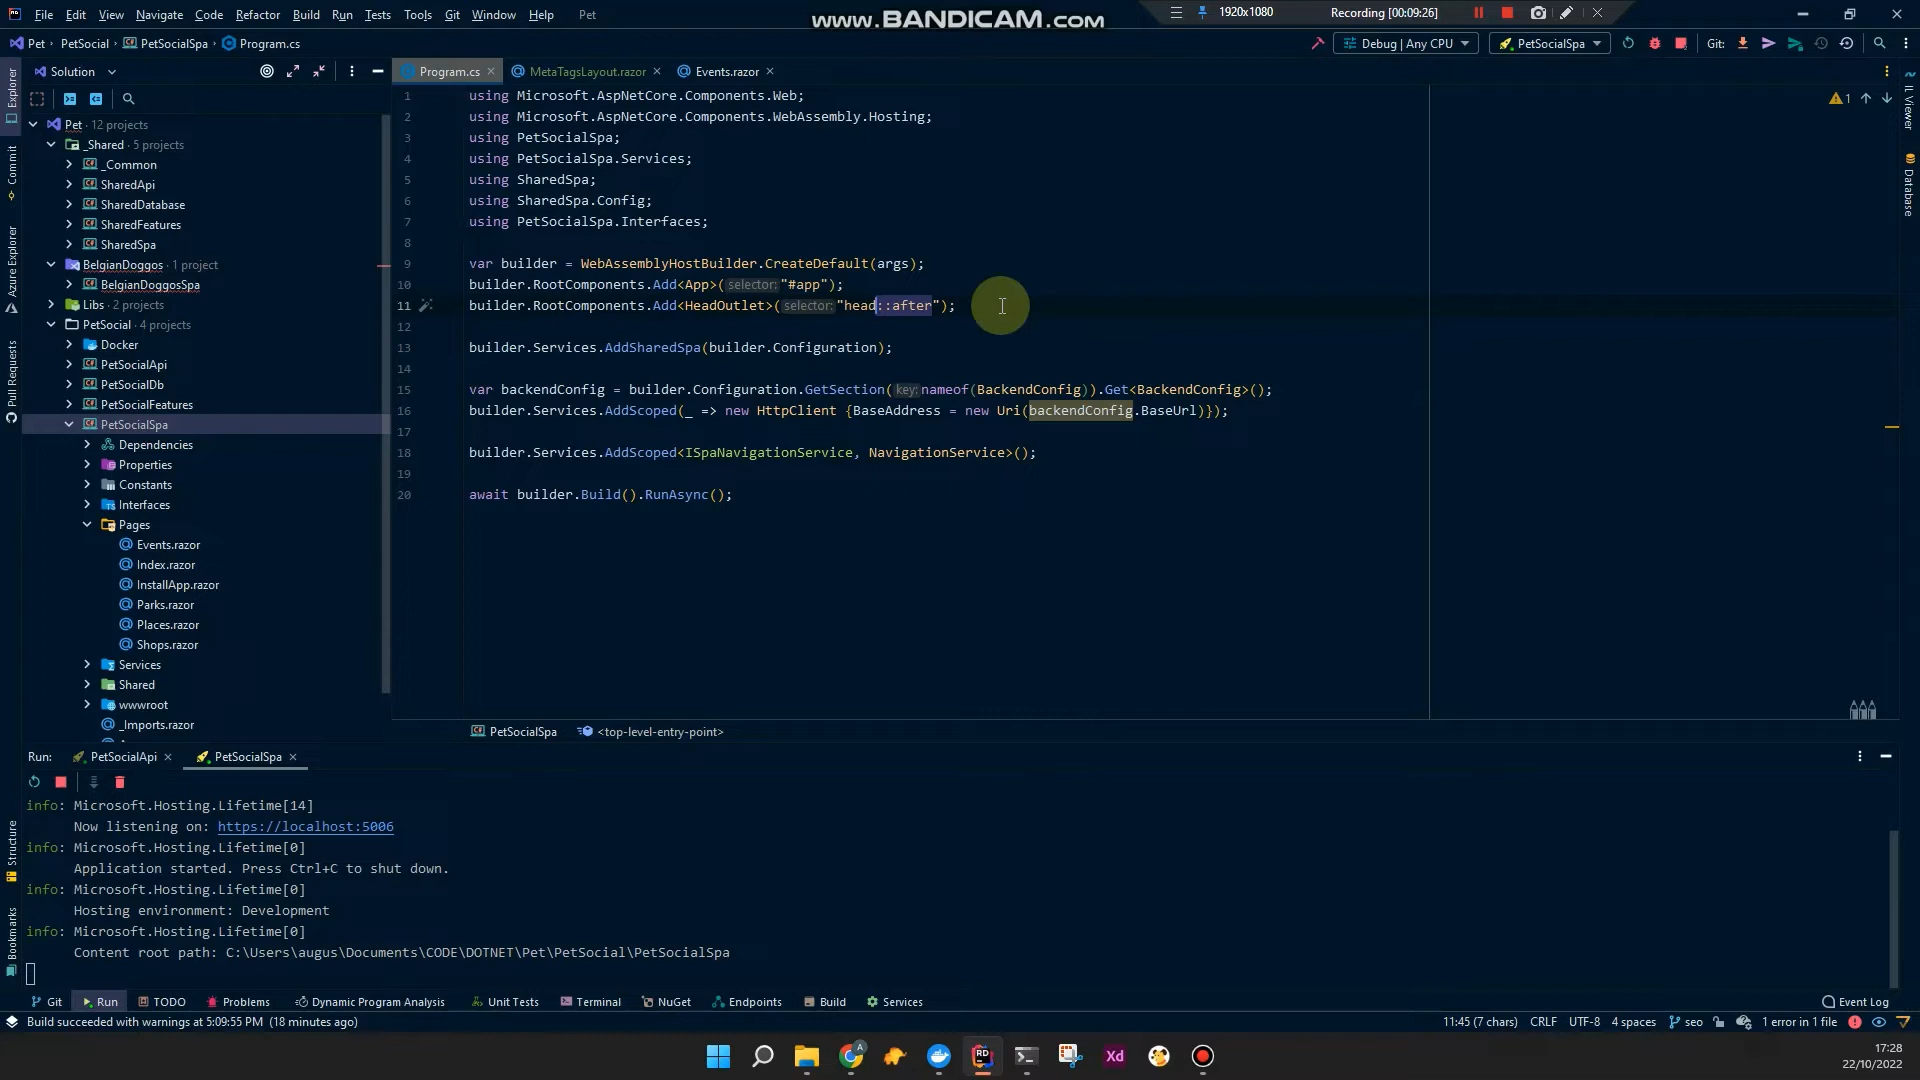 File Edit View Navigate Code Refactor Build Run Tests Tools Git Window Help Pet
www.BANDICAM.com
1920x1080 Recording [00:09:26]
Pet PetSocial PetSocialSpa Program.cs
Debug | Any CPU PetSocialSpa Git:
Solution
Program.cs MetaTagsLayout.razor Events.razor
Explorer
Commit
Azure Explorer
Pull Requests
Structure
Bookmarks
IL Viewer
Database
Pet · 12 projects
_Shared · 5 projects
_Common
SharedApi
SharedDatabase
SharedFeatures
SharedSpa
BelgianDoggos · 1 project
BelgianDoggosSpa
Libs · 2 projects
PetSocial · 4 projects
Docker
PetSocialApi
PetSocialDb
PetSocialFeatures
PetSocialSpa
Dependencies
Properties
Constants
Interfaces
Pages
Events.razor
Index.razor
InstallApp.razor
Parks.razor
Places.razor
Shops.razor
Services
Shared
wwwroot
_Imports.razor
1
1 using Microsoft.AspNetCore.Components.Web;
2 using Microsoft.AspNetCore.Components.WebAssembly.Hosting;
3 using PetSocialSpa;
4 using PetSocialSpa.Services;
5 using SharedSpa;
6 using SharedSpa.Config;
7 using PetSocialSpa.Interfaces;
8
9 var builder = WebAssemblyHostBuilder.CreateDefault(args);
10 builder.RootComponents.Add<App>( selector: "#app");
11 builder.RootComponents.Add<HeadOutlet>( selector: "head::after");
12
13 builder.Services.AddSharedSpa(builder.Configuration);
14
15 var backendConfig = builder.Configuration.GetSection( key: nameof(BackendConfig)).Get<BackendConfig>();
16 builder.Services.AddScoped(_ => new HttpClient {BaseAddress = new Uri(backendConfig.BaseUrl)});
17
18 builder.Services.AddScoped<ISpaNavigationService, NavigationService>();
19
20 await builder.Build().RunAsync();
PetSocialSpa <top-level-entry-point>
Run: PetSocialApi PetSocialSpa
info: Microsoft.Hosting.Lifetime[14]
Now listening on: https://localhost:5006
info: Microsoft.Hosting.Lifetime[0]
Application started. Press Ctrl+C to shut down.
info: Microsoft.Hosting.Lifetime[0]
Hosting environment: Development
info: Microsoft.Hosting.Lifetime[0]
Content root path: C:\Users\augus\Documents\CODE\DOTNET\Pet\PetSocial\PetSocialSpa
Git Run TODO Problems Dynamic Program Analysis Unit Tests Terminal NuGet Endpoints Build Services Event Log
Build succeeded with warnings at 5:09:55 PM (18 minutes ago) 11:45 (7 chars) CRLF UTF-8 4 spaces seo 1 error in 1 file
A RD Xd
17:28
22/10/2022